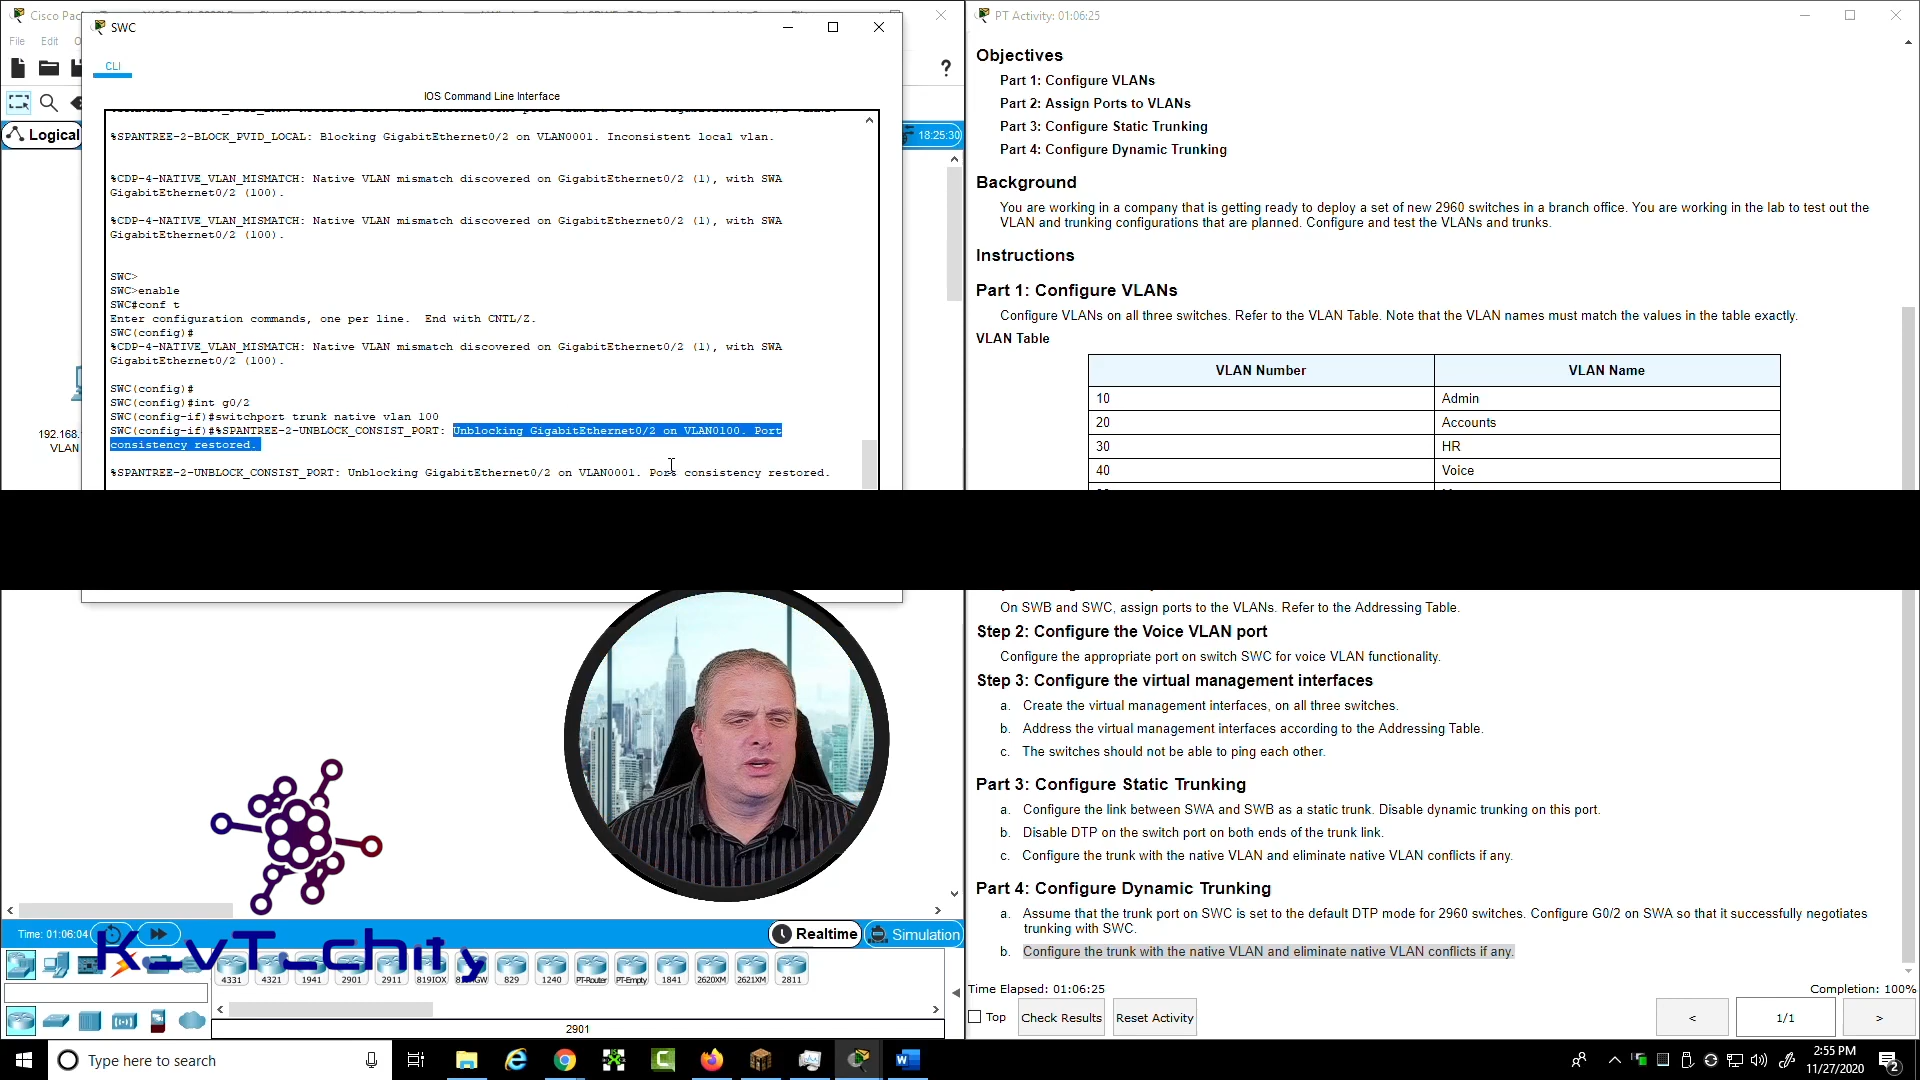 Cisco Pac
SWC
File Edit O
CLI
?
IOS Command Line Interface
Logical
18:25:30
%SPANTREE-2-BLOCK_PVID_LOCAL: Blocking GigabitEthernet0/2 on VLAN0001. Inconsistent local vlan.
%CDP-4-NATIVE_VLAN_MISMATCH: Native VLAN mismatch discovered on GigabitEthernet0/2 (1), with SWA
GigabitEthernet0/2 (100).
%CDP-4-NATIVE_VLAN_MISMATCH: Native VLAN mismatch discovered on GigabitEthernet0/2 (1), with SWA
GigabitEthernet0/2 (100).
SWC>
SWC>enable
SWC#conf t
Enter configuration commands, one per line. End with CNTL/Z.
SWC(config)#
%CDP-4-NATIVE_VLAN_MISMATCH: Native VLAN mismatch discovered on GigabitEthernet0/2 (1), with SWA
GigabitEthernet0/2 (100).
SWC(config)#
SWC(config)#int g0/2
SWC(config-if)#switchport trunk native vlan 100
SWC(config-if)#%SPANTREE-2-UNBLOCK_CONSIST_PORT: Unblocking GigabitEthernet0/2 on VLAN0100. Port
consistency restored.
%SPANTREE-2-UNBLOCK_CONSIST_PORT: Unblocking GigabitEthernet0/2 on VLAN0001. Port consistency restored.
192.168.
VLAN
Time: 01:06:04
Realtime
Simulation
K_vT_chity
4331 4321 1941 2901 2911 819IOX 829 1240 PT-Router PT-Empty 1841 2620XM 2621XM 2811
2901
PT Activity: 01:06:25
Objectives
Part 1: Configure VLANs
Part 2: Assign Ports to VLANs
Part 3: Configure Static Trunking
Part 4: Configure Dynamic Trunking
Background
You are working in a company that is getting ready to deploy a set of new 2960 switches in a branch office. You are working in the lab to test out the
VLAN and trunking configurations that are planned. Configure and test the VLANs and trunks.
Instructions
Part 1: Configure VLANs
Configure VLANs on all three switches. Refer to the VLAN Table. Note that the VLAN names must match the values in the table exactly.
VLAN Table
VLAN Number VLAN Name
10 Admin
20 Accounts
30 HR
40 Voice
On SWB and SWC, assign ports to the VLANs. Refer to the Addressing Table.
Step 2: Configure the Voice VLAN port
Configure the appropriate port on switch SWC for voice VLAN functionality.
Step 3: Configure the virtual management interfaces
a. Create the virtual management interfaces, on all three switches.
b. Address the virtual management interfaces according to the Addressing Table.
c. The switches should not be able to ping each other.
Part 3: Configure Static Trunking
a. Configure the link between SWA and SWB as a static trunk. Disable dynamic trunking on this port.
b. Disable DTP on the switch port on both ends of the trunk link.
c. Configure the trunk with the native VLAN and eliminate native VLAN conflicts if any.
Part 4: Configure Dynamic Trunking
a. Assume that the trunk port on SWC is set to the default DTP mode for 2960 switches. Configure G0/2 on SWA so that it successfully negotiates
trunking with SWC.
b. Configure the trunk with the native VLAN and eliminate native VLAN conflicts if any.
Time Elapsed: 01:06:25
Completion: 100%
Top
Check Results
Reset Activity
<
1/1
>
Type here to search
2:55 PM
11/27/2020
2